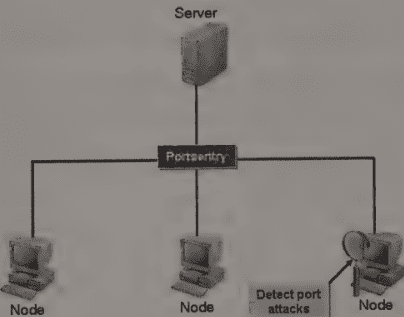 Server
Portsentry
Node
Node
Detect port
attacks
Node